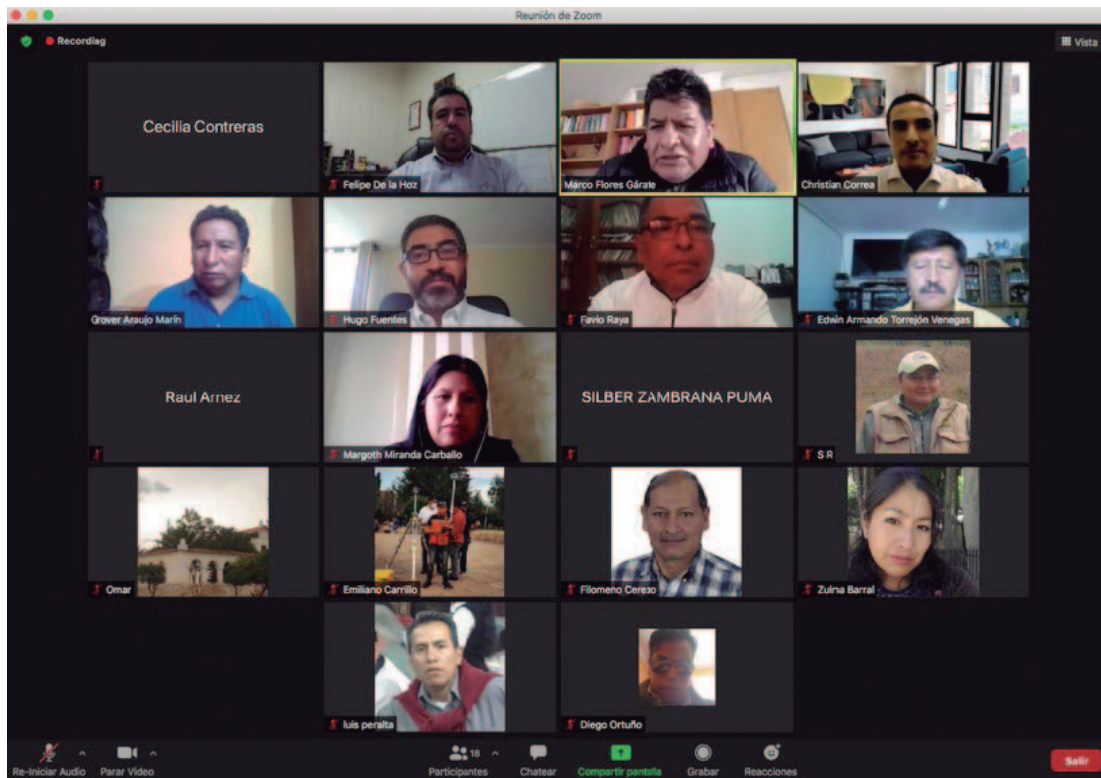 Reunión de Zoom
Recording
Vista
Cecilia Contreras
Felipe De la Hoz
Marco Flores Gárate
Christian Correa
Grover Araujo Marín
Hugo Fuentes
Favio Raya
Edwin Armando Torrejón Venegas
Raul Arnez
Margoth Miranda Carballo
SILBER ZAMBRANA PUMA
S R
Omar
Emiliano Carrillo
Filomeno Cerezo
Zulma Barral
luis peralta
Diego Ortuño
18
Re-Iniciar Audio
Parar Video
Participantes
Chatear
Compartir pantalla
Grabar
Reacciones
Salir